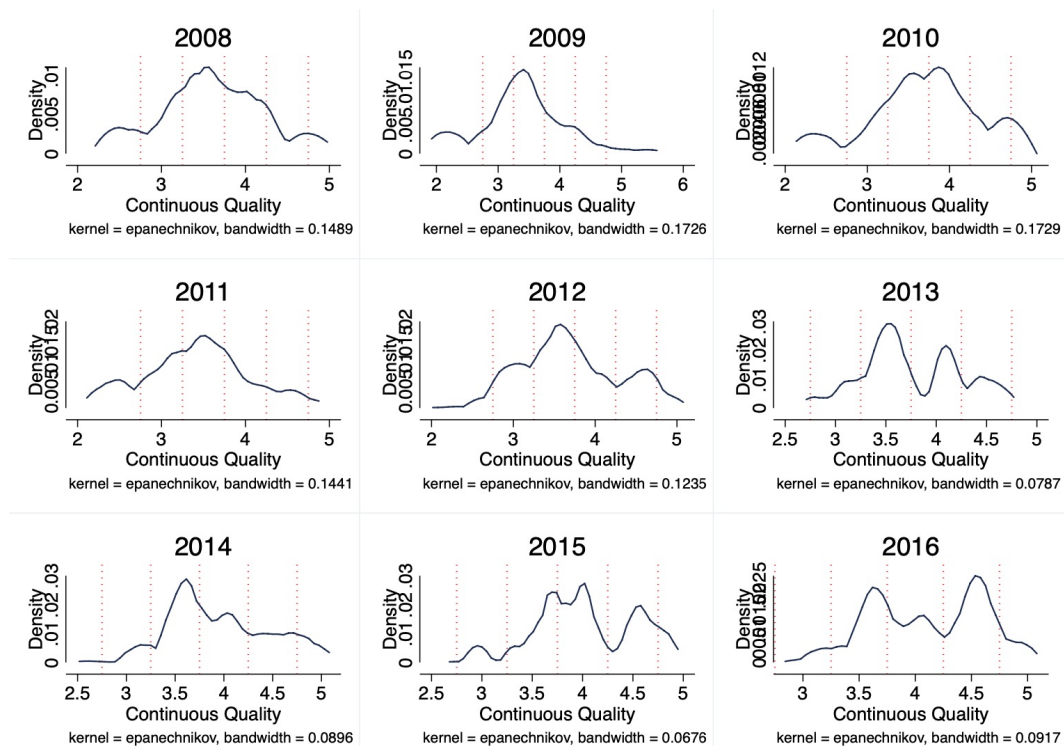 2008 2009 2010
Density Density Density
0 .005 .01 0 .005 .01 .015
2 3 4 5 2 3 4 5 6 2 3 4 5
Continuous Quality Continuous Quality Continuous Quality
kernel = epanechnikov, bandwidth = 0.1489 kernel = epanechnikov, bandwidth = 0.1726 kernel = epanechnikov, bandwidth = 0.1729
2011 2012 2013
Density Density Density
0 .01 .02 .03
2 3 4 5 2 3 4 5 2.5 3 3.5 4 4.5 5
Continuous Quality Continuous Quality Continuous Quality
kernel = epanechnikov, bandwidth = 0.1441 kernel = epanechnikov, bandwidth = 0.1235 kernel = epanechnikov, bandwidth = 0.0787
2014 2015 2016
Density Density Density
0 .01 .02 .03 0 .01 .02 .03
2.5 3 3.5 4 4.5 5 2.5 3 3.5 4 4.5 5 3 3.5 4 4.5 5
Continuous Quality Continuous Quality Continuous Quality
kernel = epanechnikov, bandwidth = 0.0896 kernel = epanechnikov, bandwidth = 0.0676 kernel = epanechnikov, bandwidth = 0.0917